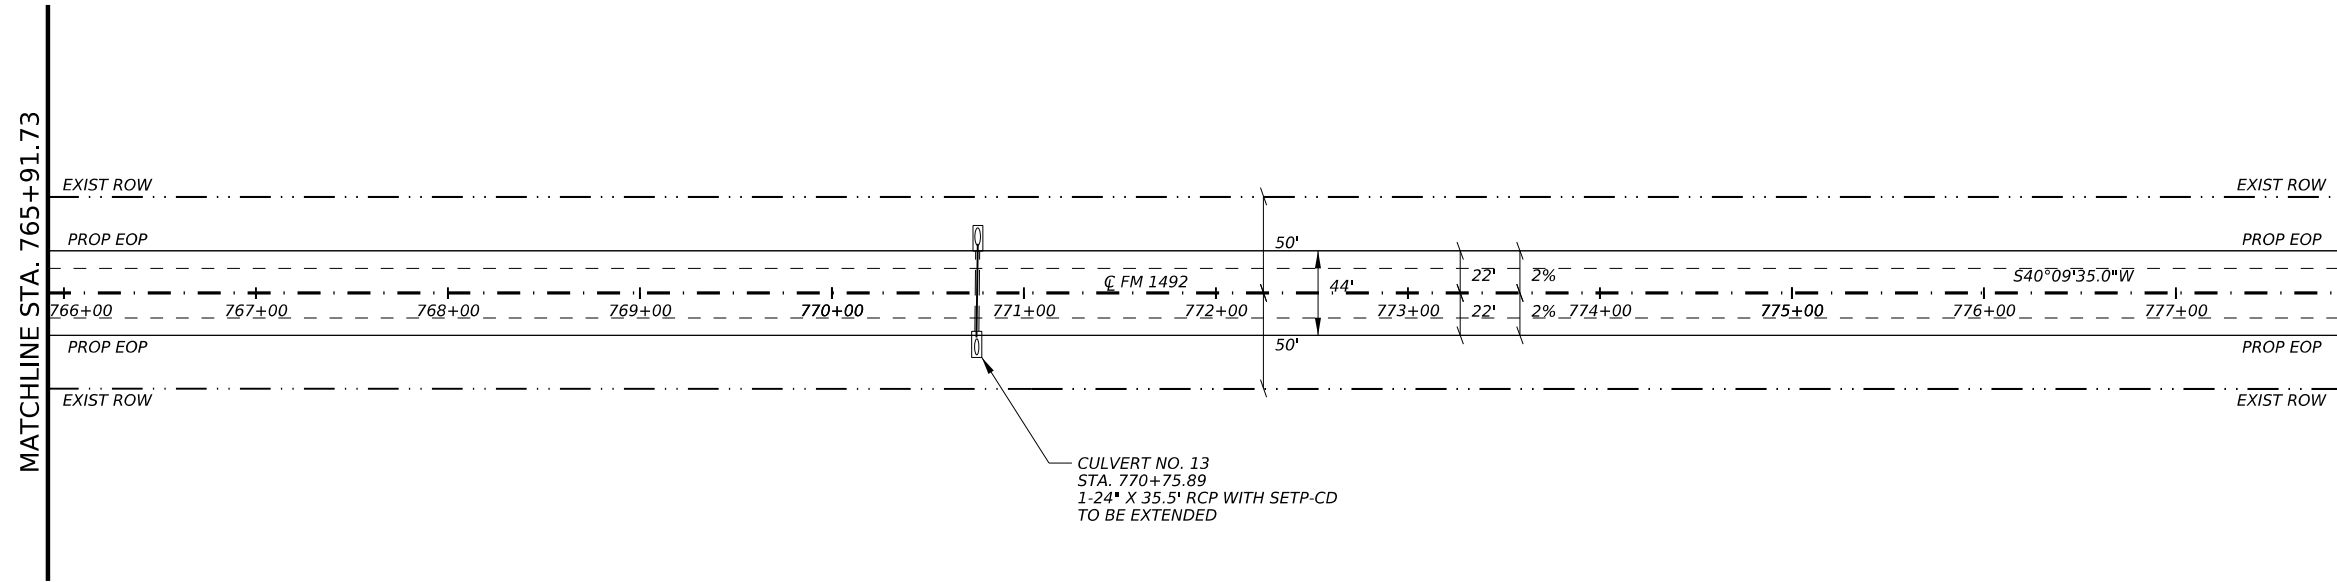 MATCHLINE STA. 765+91.73
EXIST ROW
EXIST ROW
PROP EOP
PROP EOP
50'
℄ FM 1492
44'
22'
2%
S40°09'35.0"W
766+00
767+00
768+00
769+00
770+00
771+00
772+00
773+00
22'
2%
774+00
775+00
776+00
777+00
PROP EOP
50'
PROP EOP
EXIST ROW
EXIST ROW
CULVERT NO. 13
STA. 770+75.89
1-24" X 35.5' RCP WITH SETP-CD
TO BE EXTENDED